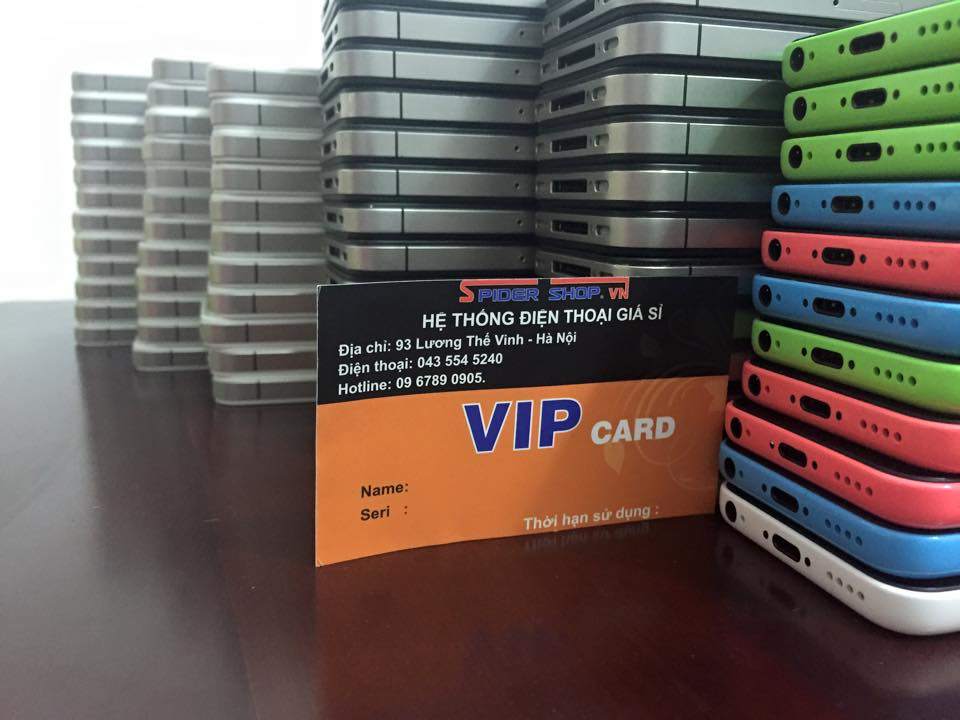 SPIDER SHOP.VN
HỆ THỐNG ĐIỆN THOẠI GIÁ SỈ
Địa chỉ: 93 Lương Thế Vinh - Hà Nội
Điện thoại: 043 554 5240
Hotline: 09 6789 0905.
VIP CARD
Name:
Seri :
Thời hạn sử dụng :